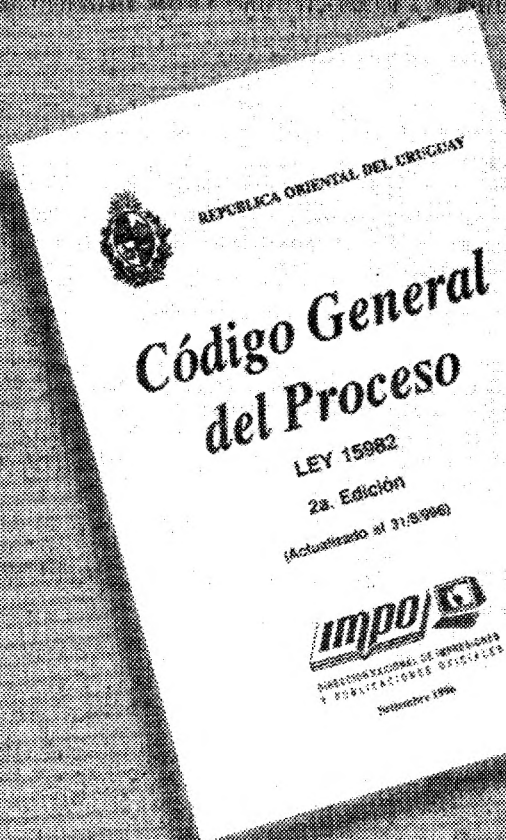 REPUBLICA ORIENTAL DEL URUGUAY
Código General
del Proceso
LEY 15982
2a. Edición
(Actualizado al 31/8/996)
IMPO
DIRECCION NACIONAL DE IMPRESIONES
Y PUBLICACIONES OFICIALES
Setiembre 1996